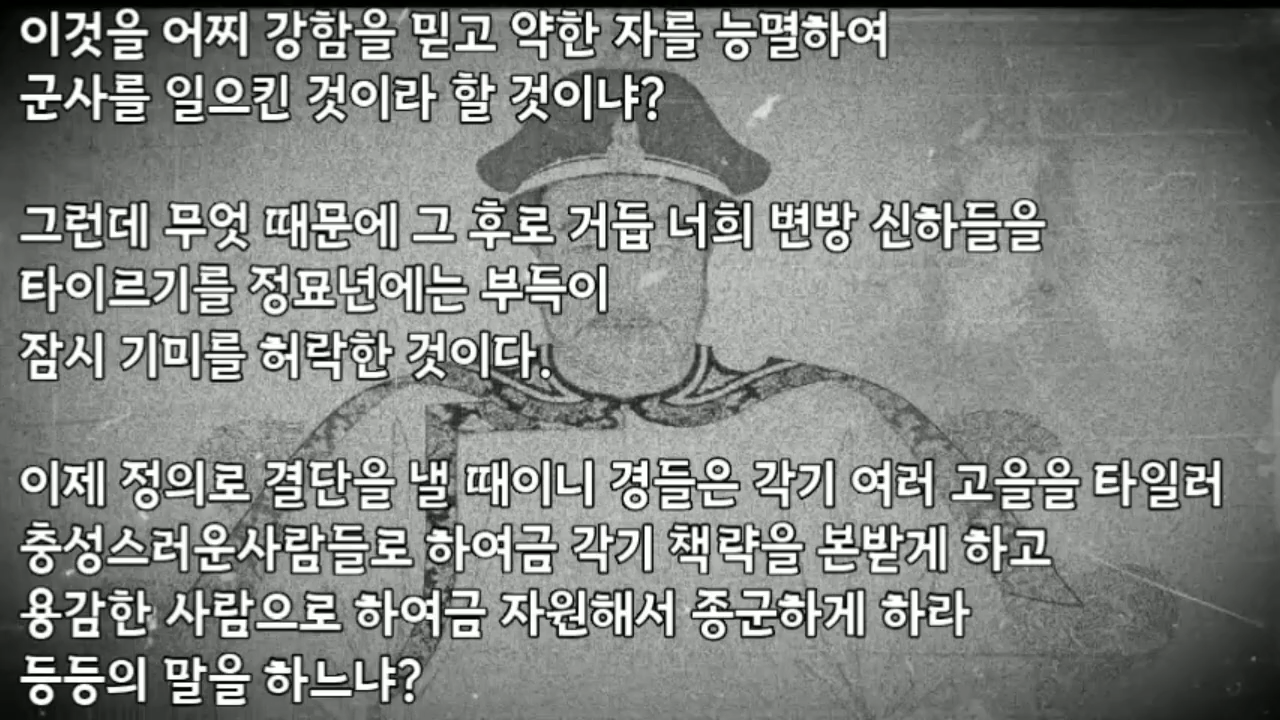 이것을 어찌 강함을 믿고 약한 자를 능멸하여
군사를 일으킨 것이라 할 것이냐?
그런데 무엇 때문에 그 후로 거듭 너희 변방 신하들을
타이르기를 정묘년에는 부득이
잠시 기미를 허락한 것이다.
이제 정의로 결단을 낼 때이니 경들은 각기 여러 고을을 타일러
충성스러운사람들로 하여금 각기 책략을 본받게 하고
용감한 사람으로 하여금 자원해서 종군하게 하라
등등의 말을 하느냐?